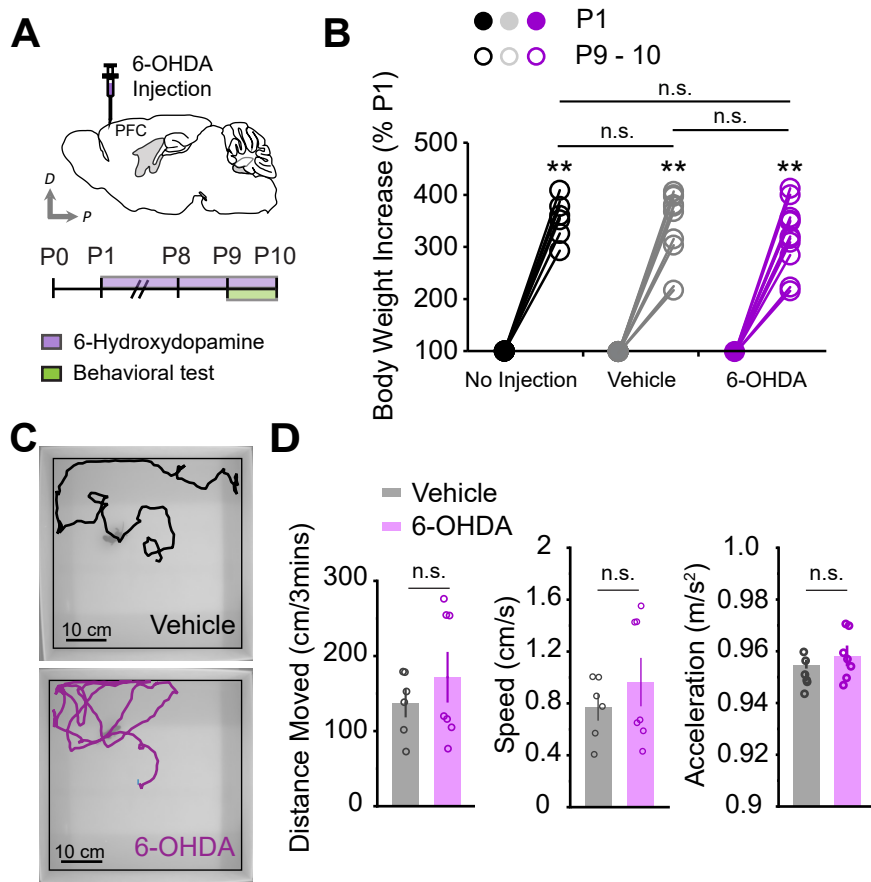 A
6-OHDA
Injection
PFC
D
P
P0 P1 P8 P9 P10
6-Hydroxydopamine
Behavioral test
B
P1
P9 - 10
n.s.
n.s. n.s.
** ** **
Body Weight Increase (% P1)
500
400
300
200
100
No Injection Vehicle 6-OHDA
C
10 cm
Vehicle
10 cm
6-OHDA
D
Vehicle
6-OHDA
Distance Moved (cm/3mins)
300
200
100
0
n.s.
Speed (cm/s)
2
1.6
1.2
0.8
0.4
0
n.s.
Acceleration (m/s²)
1.0
0.98
0.96
0.94
0.92
0.9
n.s.